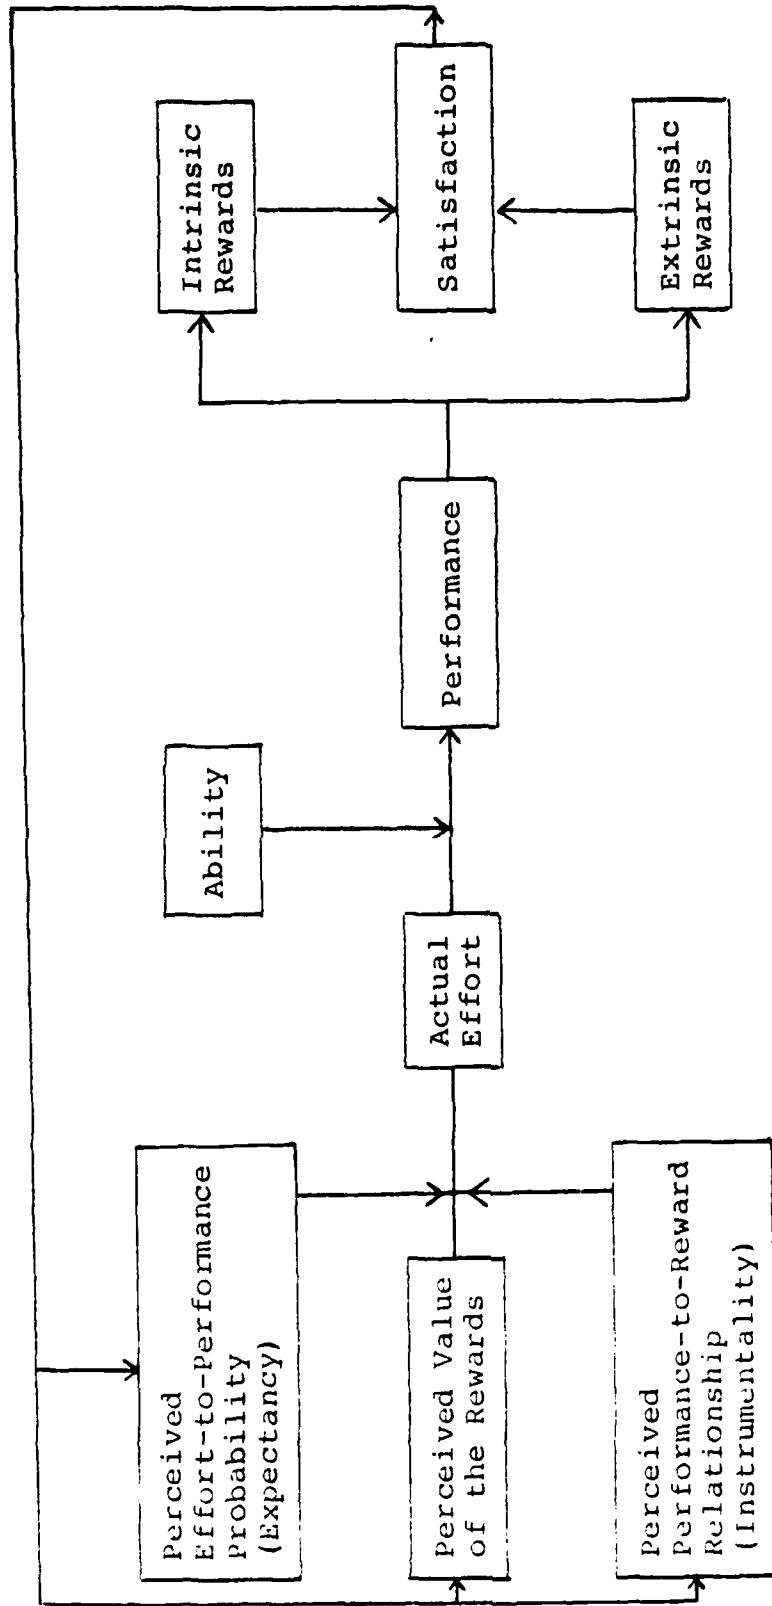 Perceived
Effort-to-Performance
Probability
(Expectancy)
Perceived Value
of the Rewards
Perceived
Performance-to-Reward
Relationship
(Instrumentality)
Actual
Effort
Ability
Performance
Intrinsic
Rewards
Satisfaction
Extrinsic
Rewards